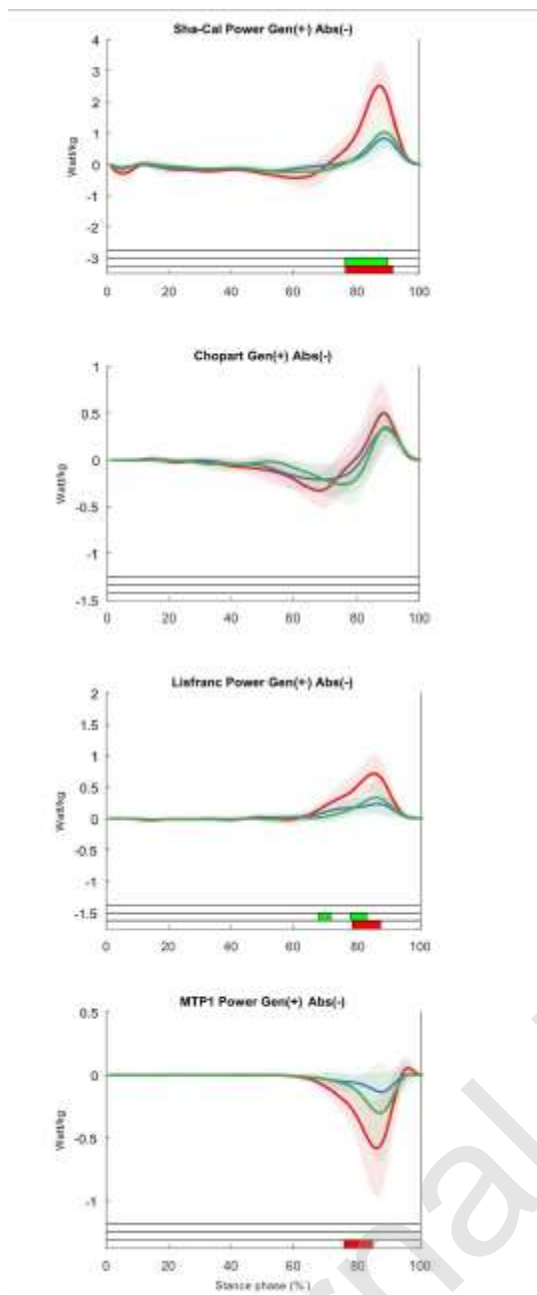 Sha-Cal Power Gen(+) Abs(-)
4
3
2
1
0
-1
-2
-3
Watt/kg
0 20 40 60 80 100
Chopart Gen(+) Abs(-)
1
0.5
0
-0.5
-1
-1.5
Watt/kg
0 20 40 60 80 100
Lisfranc Power Gen(+) Abs(-)
2
1.5
1
0.5
0
-0.5
-1
-1.5
Watt/kg
0 20 40 60 80 100
MTP1 Power Gen(+) Abs(-)
0.5
0
-0.5
-1
Watt/kg
0 20 40 60 80 100
Stance phase (%)
rnal